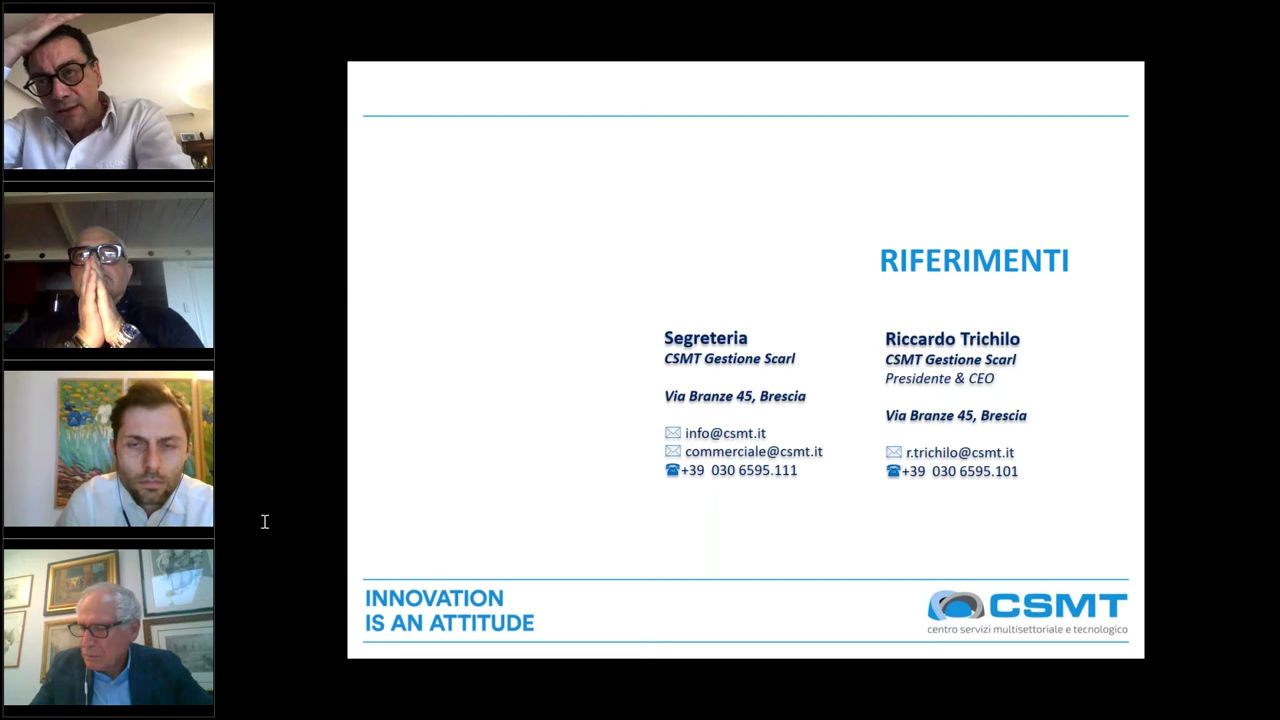 RIFERIMENTI
Segreteria
CSMT Gestione Scarl
Via Branze 45, Brescia
info@csmt.it
commerciale@csmt.it
+39 030 6595.111
Riccardo Trichilo
CSMT Gestione Scarl
Presidente & CEO
Via Branze 45, Brescia
r.trichilo@csmt.it
+39 030 6595.101
INNOVATION
IS AN ATTITUDE
CSMT
centro servizi multisettoriale e tecnologico